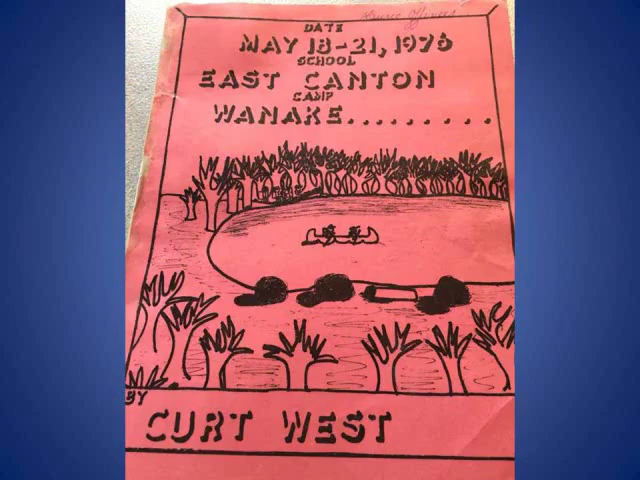 DATE
MAY 18-21, 1976
SCHOOL
EAST CANTON
CAMP
WANAKE.........
BY
CURT WEST